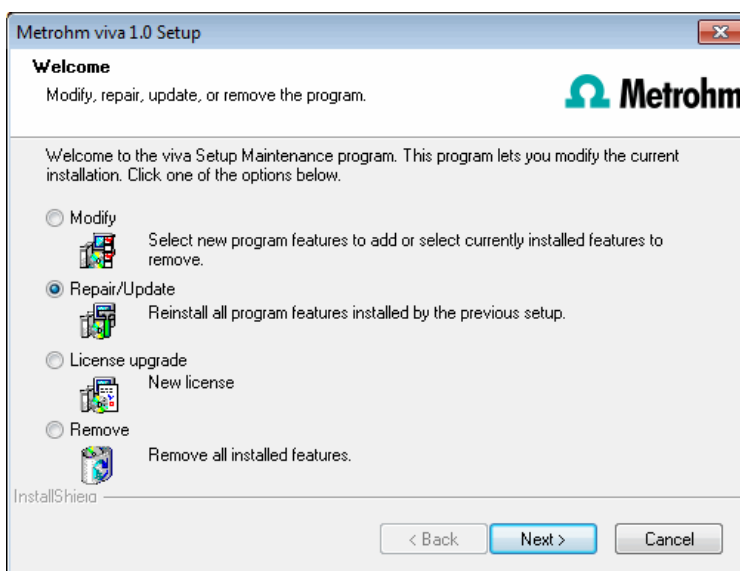 Metrohm viva 1.0 Setup
Welcome
Modify, repair, update, or remove the program.
Metrohm
Welcome to the viva Setup Maintenance program. This program lets you modify the current
installation. Click one of the options below.
Modify
Select new program features to add or select currently installed features to
remove.
Repair/Update
Reinstall all program features installed by the previous setup.
License upgrade
New license
Remove
Remove all installed features.
InstallShield
< Back
Next >
Cancel